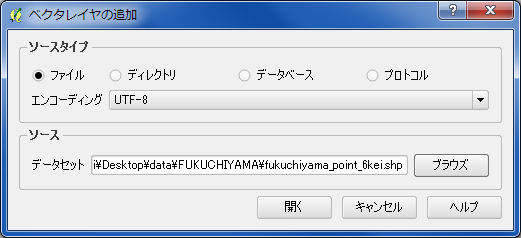 ベクタレイヤの追加
ソースタイプ
ファイル ディレクトリ データベース プロトコル
エンコーディング UTF-8
ソース
データセット i¥Desktop¥data¥FUKUCHIYAMA¥fukuchiyama_point_6kei.shp ブラウズ
開く キャンセル ヘルプ